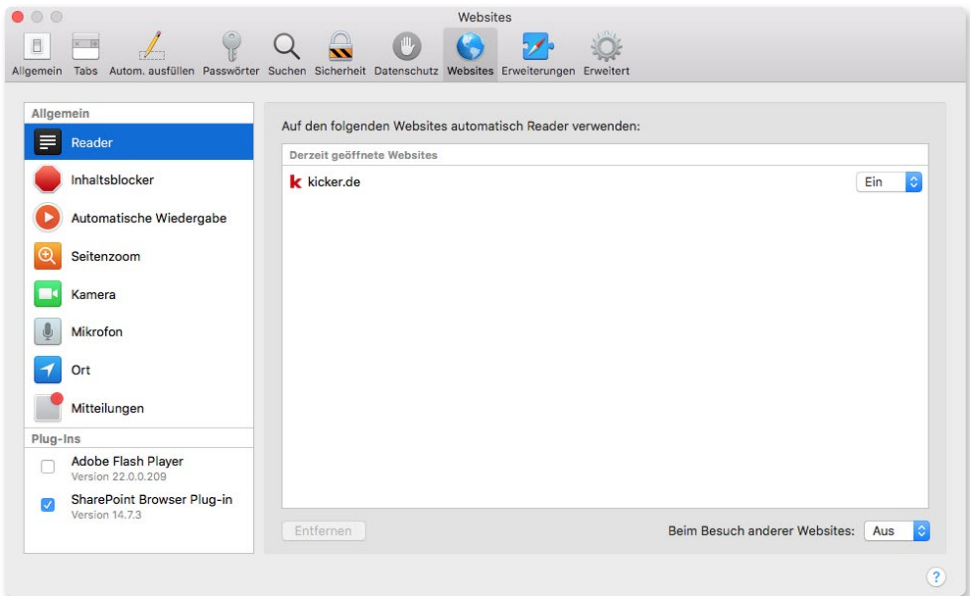 Websites
Allgemein Tabs Autom. ausfüllen Passwörter Suchen Sicherheit Datenschutz Websites Erweiterungen Erweitert
Allgemein
Reader
Inhaltsblocker
Automatische Wiedergabe
Seitenzoom
Kamera
Mikrofon
Ort
Mitteilungen
Plug-Ins
Adobe Flash Player
Version 22.0.0.209
SharePoint Browser Plug-in
Version 14.7.3
Auf den folgenden Websites automatisch Reader verwenden:
Derzeit geöffnete Websites
k kicker.de Ein
Entfernen Beim Besuch anderer Websites: Aus
?